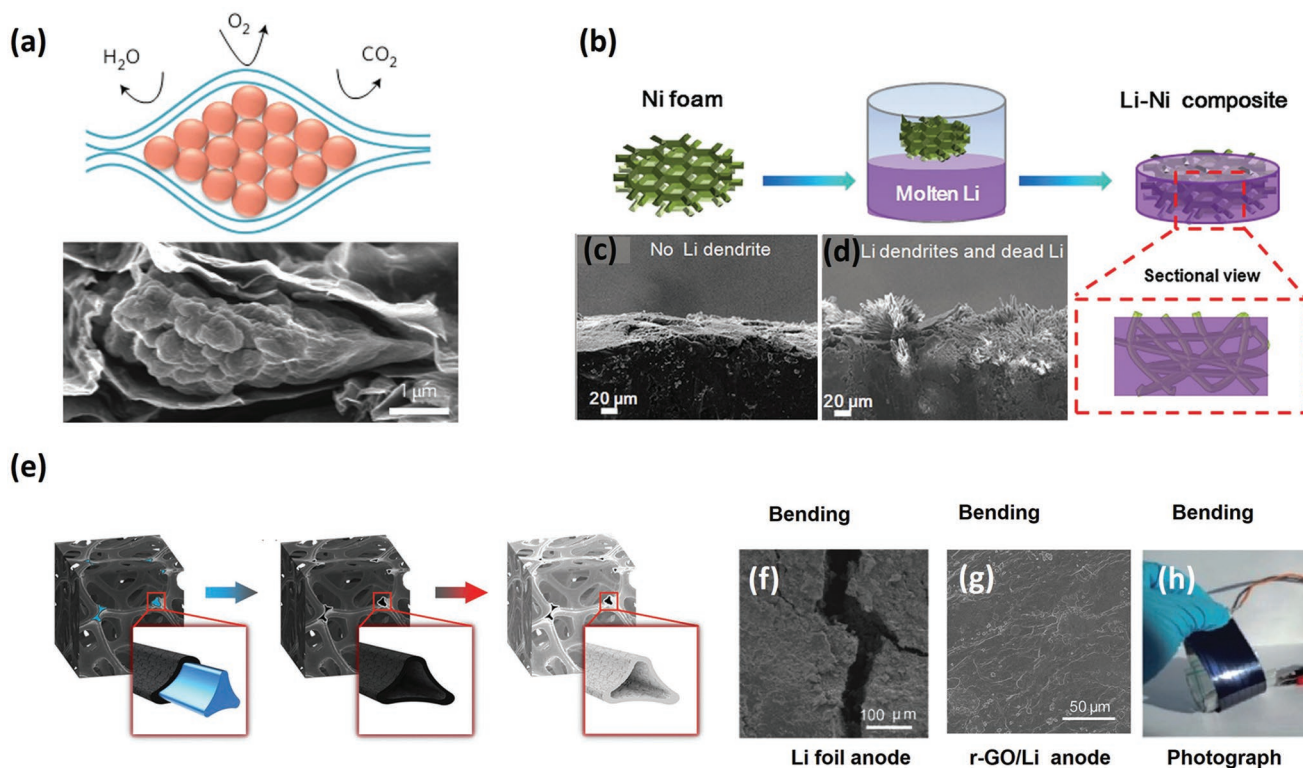 (a)
O2
H2O
CO2
1 μm
(b)
Ni foam
Li-Ni composite
Molten Li
(c)
No Li dendrite
20 μm
(d)
Li dendrites and dead Li
20 μm
Sectional view
(e)
Bending
Bending
Bending
(f)
100 μm
Li foil anode
(g)
50 μm
r-GO/Li anode
(h)
Photograph